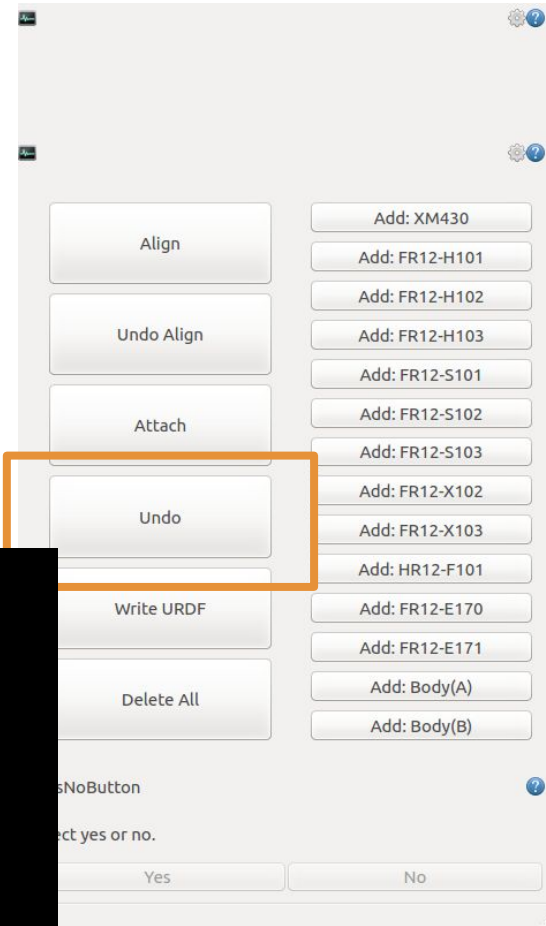 Align
Undo Align
Attach
Undo
Write URDF
Delete All
Add: XM430
Add: FR12-H101
Add: FR12-H102
Add: FR12-H103
Add: FR12-S101
Add: FR12-S102
Add: FR12-S103
Add: FR12-X102
Add: FR12-X103
Add: HR12-F101
Add: FR12-E170
Add: FR12-E171
Add: Body(A)
Add: Body(B)
sNoButton
ect yes or no.
Yes
No